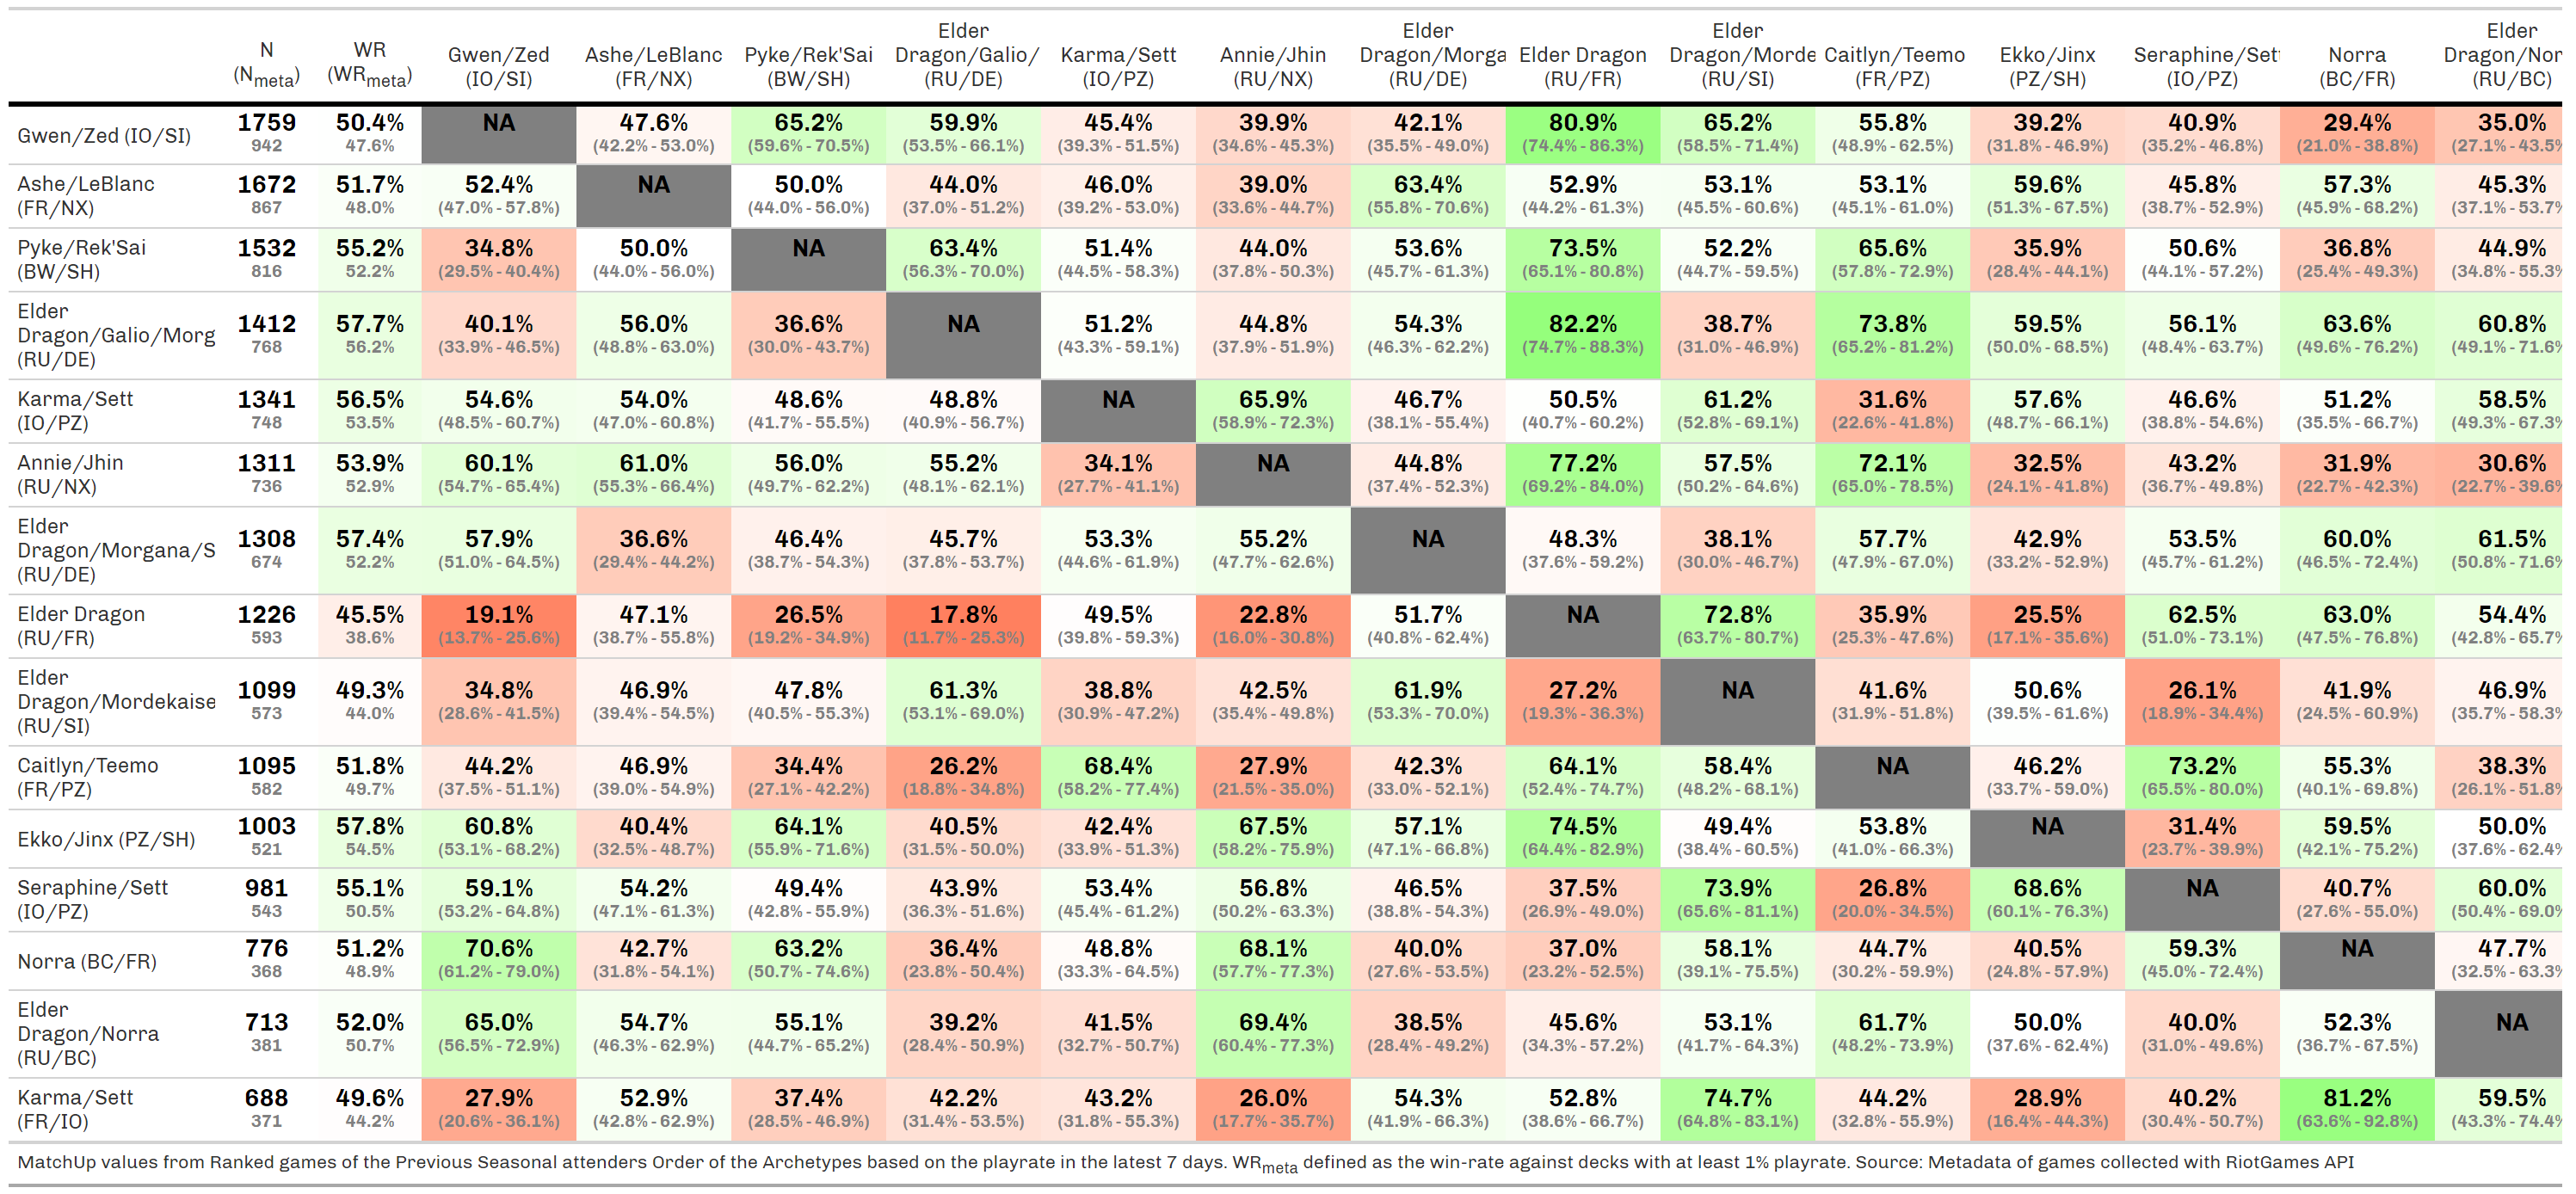 N (Nmeta) WR (WRmeta) Gwen/Zed (IO/SI) Ashe/LeBlanc (FR/NX) Pyke/Rek'Sai (BW/SH) Elder Dragon/Galio/ (RU/DE) Karma/Sett (IO/PZ) Annie/Jhin (RU/NX) Elder Dragon/Morga (RU/DE) Elder Dragon (RU/FR) Elder Dragon/Morde (RU/SI) Caitlyn/Teemo (FR/PZ) Ekko/Jinx (PZ/SH) Seraphine/Set (IO/PZ) Norra (BC/FR) Elder Dragon/Nor (RU/BC)
Gwen/Zed (IO/SI) 1759 50.4% NA 47.6% 65.2% 59.9% 45.4% 39.9% 42.1% 80.9% 65.2% 55.8% 39.2% 40.9% 29.4% 35.0%
942 47.6% (42.2% - 53.0%) (59.6% - 70.5%) (53.5% - 66.1%) (39.3% - 51.5%) (34.6% - 45.3%) (35.5% - 49.0%) (74.4% - 86.3%) (58.5% - 71.4%) (48.9% - 62.5%) (31.8% - 46.9%) (35.2% - 46.8%) (21.0% - 38.8%) (27.1% - 43.5%
Ashe/LeBlanc (FR/NX) 1672 51.7% 52.4% NA 50.0% 44.0% 46.0% 39.0% 63.4% 52.9% 53.1% 53.1% 59.6% 45.8% 57.3% 45.3%
867 48.0% (47.0% - 57.8%) (44.0% - 56.0%) (37.0% - 51.2%) (39.2% - 53.0%) (33.6% - 44.7%) (55.8% - 70.6%) (44.2% - 61.3%) (45.5% - 60.6%) (45.1% - 61.0%) (51.3% - 67.5%) (38.7% - 52.9%) (45.9% - 68.2%) (37.1% - 53.7%
Pyke/Rek'Sai (BW/SH) 1532 55.2% 34.8% 50.0% NA 63.4% 51.4% 44.0% 53.6% 73.5% 52.2% 65.6% 35.9% 50.6% 36.8% 44.9%
816 52.2% (29.5% - 40.4%) (44.0% - 56.0%) (56.3% - 70.0%) (44.5% - 58.3%) (37.8% - 50.3%) (45.7% - 61.3%) (65.1% - 80.8%) (44.7% - 59.5%) (57.8% - 72.9%) (28.4% - 44.1%) (44.1% - 57.2%) (25.4% - 49.3%) (34.8% - 55.3%
Elder Dragon/Galio/Morg (RU/DE) 1412 57.7% 40.1% 56.0% 36.6% NA 51.2% 44.8% 54.3% 82.2% 38.7% 73.8% 59.5% 56.1% 63.6% 60.8%
768 56.2% (33.9% - 46.5%) (48.8% - 63.0%) (30.0% - 43.7%) (43.3% - 59.1%) (37.9% - 51.9%) (46.3% - 62.2%) (74.7% - 88.3%) (31.0% - 46.9%) (65.2% - 81.2%) (50.0% - 68.5%) (48.4% - 63.7%) (49.6% - 76.2%) (49.1% - 71.6%
Karma/Sett (IO/PZ) 1341 56.5% 54.6% 54.0% 48.6% 48.8% NA 65.9% 46.7% 50.5% 61.2% 31.6% 57.6% 46.6% 51.2% 58.5%
748 53.5% (48.5% - 60.7%) (47.0% - 60.8%) (41.7% - 55.5%) (40.9% - 56.7%) (58.9% - 72.3%) (38.1% - 55.4%) (40.7% - 60.2%) (52.8% - 69.1%) (22.6% - 41.8%) (48.7% - 66.1%) (38.8% - 54.6%) (35.5% - 66.7%) (49.3% - 67.3%
Annie/Jhin (RU/NX) 1311 53.9% 60.1% 61.0% 56.0% 55.2% 34.1% NA 44.8% 77.2% 57.5% 72.1% 32.5% 43.2% 31.9% 30.6%
736 52.9% (54.7% - 65.4%) (55.3% - 66.4%) (49.7% - 62.2%) (48.1% - 62.1%) (27.7% - 41.1%) (37.4% - 52.3%) (69.2% - 84.0%) (50.2% - 64.6%) (65.0% - 78.5%) (24.1% - 41.8%) (36.7% - 49.8%) (22.7% - 42.3%) (22.7% - 39.6%
Elder Dragon/Morgana/S (RU/DE) 1308 57.4% 57.9% 36.6% 46.4% 45.7% 53.3% 55.2% NA 48.3% 38.1% 57.7% 42.9% 53.5% 60.0% 61.5%
674 52.2% (51.0% - 64.5%) (29.4% - 44.2%) (38.7% - 54.3%) (37.8% - 53.7%) (44.6% - 61.9%) (47.7% - 62.6%) (37.6% - 59.2%) (30.0% - 46.7%) (47.9% - 67.0%) (33.2% - 52.9%) (45.7% - 61.2%) (46.5% - 72.4%) (50.8% - 71.6%
Elder Dragon (RU/FR) 1226 45.5% 19.1% 47.1% 26.5% 17.8% 49.5% 22.8% 51.7% NA 72.8% 35.9% 25.5% 62.5% 63.0% 54.4%
593 38.6% (13.7% - 25.6%) (38.7% - 55.8%) (19.2% - 34.9%) (11.7% - 25.3%) (39.8% - 59.3%) (16.0% - 30.8%) (40.8% - 62.4%) (63.7% - 80.7%) (25.3% - 47.6%) (17.1% - 35.6%) (51.0% - 73.1%) (47.5% - 76.8%) (42.8% - 65.7%
Elder Dragon/Mordekaise (RU/SI) 1099 49.3% 34.8% 46.9% 47.8% 61.3% 38.8% 42.5% 61.9% 27.2% NA 41.6% 50.6% 26.1% 41.9% 46.9%
573 44.0% (28.6% - 41.5%) (39.4% - 54.5%) (40.5% - 55.3%) (53.1% - 69.0%) (30.9% - 47.2%) (35.4% - 49.8%) (53.3% - 70.0%) (19.3% - 36.3%) (31.9% - 51.8%) (39.5% - 61.6%) (18.9% - 34.4%) (24.5% - 60.9%) (35.7% - 58.3%
Caitlyn/Teemo (FR/PZ) 1095 51.8% 44.2% 46.9% 34.4% 26.2% 68.4% 27.9% 42.3% 64.1% 58.4% NA 46.2% 73.2% 55.3% 38.3%
582 49.7% (37.5% - 51.1%) (39.0% - 54.9%) (27.1% - 42.2%) (18.8% - 34.8%) (58.2% - 77.4%) (21.5% - 35.0%) (33.0% - 52.1%) (52.4% - 74.7%) (48.2% - 68.1%) (33.7% - 59.0%) (65.5% - 80.0%) (40.1% - 69.8%) (26.1% - 51.8%
Ekko/Jinx (PZ/SH) 1003 57.8% 60.8% 40.4% 64.1% 40.5% 42.4% 67.5% 57.1% 74.5% 49.4% 53.8% NA 31.4% 59.5% 50.0%
521 54.5% (53.1% - 68.2%) (32.5% - 48.7%) (55.9% - 71.6%) (31.5% - 50.0%) (33.9% - 51.3%) (58.2% - 75.9%) (47.1% - 66.8%) (64.4% - 82.9%) (38.4% - 60.5%) (41.0% - 66.3%) (23.7% - 39.9%) (42.1% - 75.2%) (37.6% - 62.4%
Seraphine/Sett (IO/PZ) 981 55.1% 59.1% 54.2% 49.4% 43.9% 53.4% 56.8% 46.5% 37.5% 73.9% 26.8% 68.6% NA 40.7% 60.0%
543 50.5% (53.2% - 64.8%) (47.1% - 61.3%) (42.8% - 55.9%) (36.3% - 51.6%) (45.4% - 61.2%) (50.2% - 63.3%) (38.8% - 54.3%) (26.9% - 49.0%) (65.6% - 81.1%) (20.0% - 34.5%) (60.1% - 76.3%) (27.6% - 55.0%) (50.4% - 69.0%
Norra (BC/FR) 776 51.2% 70.6% 42.7% 63.2% 36.4% 48.8% 68.1% 40.0% 37.0% 58.1% 44.7% 40.5% 59.3% NA 47.7%
368 48.9% (61.2% - 79.0%) (31.8% - 54.1%) (50.7% - 74.6%) (23.8% - 50.4%) (33.3% - 64.5%) (57.7% - 77.3%) (27.6% - 53.5%) (23.2% - 52.5%) (39.1% - 75.5%) (30.2% - 59.9%) (24.8% - 57.9%) (45.0% - 72.4%) (32.5% - 63.3%
Elder Dragon/Norra (RU/BC) 713 52.0% 65.0% 54.7% 55.1% 39.2% 41.5% 69.4% 38.5% 45.6% 53.1% 61.7% 50.0% 40.0% 52.3% NA
381 50.7% (56.5% - 72.9%) (46.3% - 62.9%) (44.7% - 65.2%) (28.4% - 50.9%) (32.7% - 50.7%) (60.4% - 77.3%) (28.4% - 49.2%) (34.3% - 57.2%) (41.7% - 64.3%) (48.2% - 73.9%) (37.6% - 62.4%) (31.0% - 49.6%) (36.7% - 67.5%)
Karma/Sett (FR/IO) 688 49.6% 27.9% 52.9% 37.4% 42.2% 43.2% 26.0% 54.3% 52.8% 74.7% 44.2% 28.9% 40.2% 81.2% 59.5%
371 44.2% (20.6% - 36.1%) (42.8% - 62.9%) (28.5% - 46.9%) (31.4% - 53.5%) (31.8% - 55.3%) (17.7% - 35.7%) (41.9% - 66.3%) (38.6% - 66.7%) (64.8% - 83.1%) (32.8% - 55.9%) (16.4% - 44.3%) (30.4% - 50.7%) (63.6% - 92.8%) (43.3% - 74.4%
MatchUp values from Ranked games of the Previous Seasonal attenders Order of the Archetypes based on the playrate in the latest 7 days. WRmeta defined as the win-rate against decks with at least 1% playrate. Source: Metadata of games collected with RiotGames API